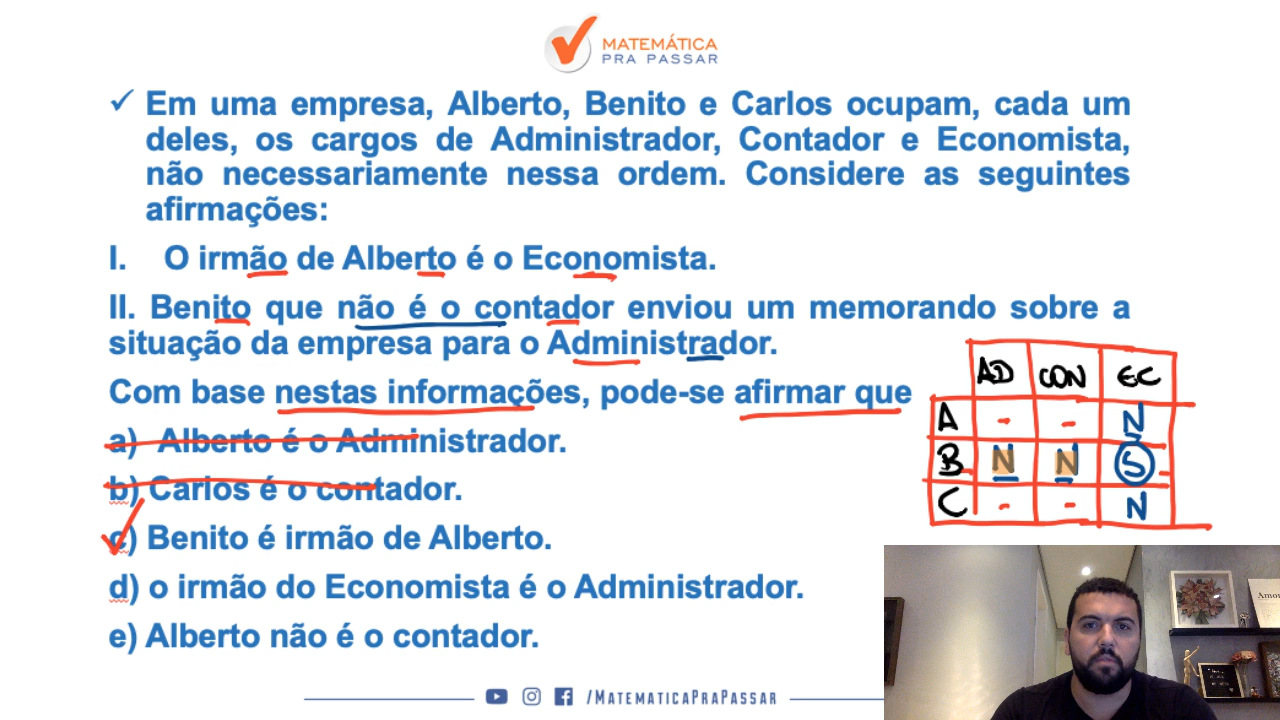 MATEMÁTICA
PRA PASSAR
✓ Em uma empresa, Alberto, Benito e Carlos ocupam, cada um
deles, os cargos de Administrador, Contador e Economista,
não necessariamente nessa ordem. Considere as seguintes
afirmações:
I. O irmão de Alberto é o Economista.
II. Benito que não é o contador enviou um memorando sobre a
situação da empresa para o Administrador.
Com base nestas informações, pode-se afirmar que
a) Alberto é o Administrador.
b) Carlos é o contador.
c) Benito é irmão de Alberto.
d) o irmão do Economista é o Administrador.
e) Alberto não é o contador.
AD CON EC
A - - N
B N N S
C - - N
/MATEMATICAPRAPASSAR